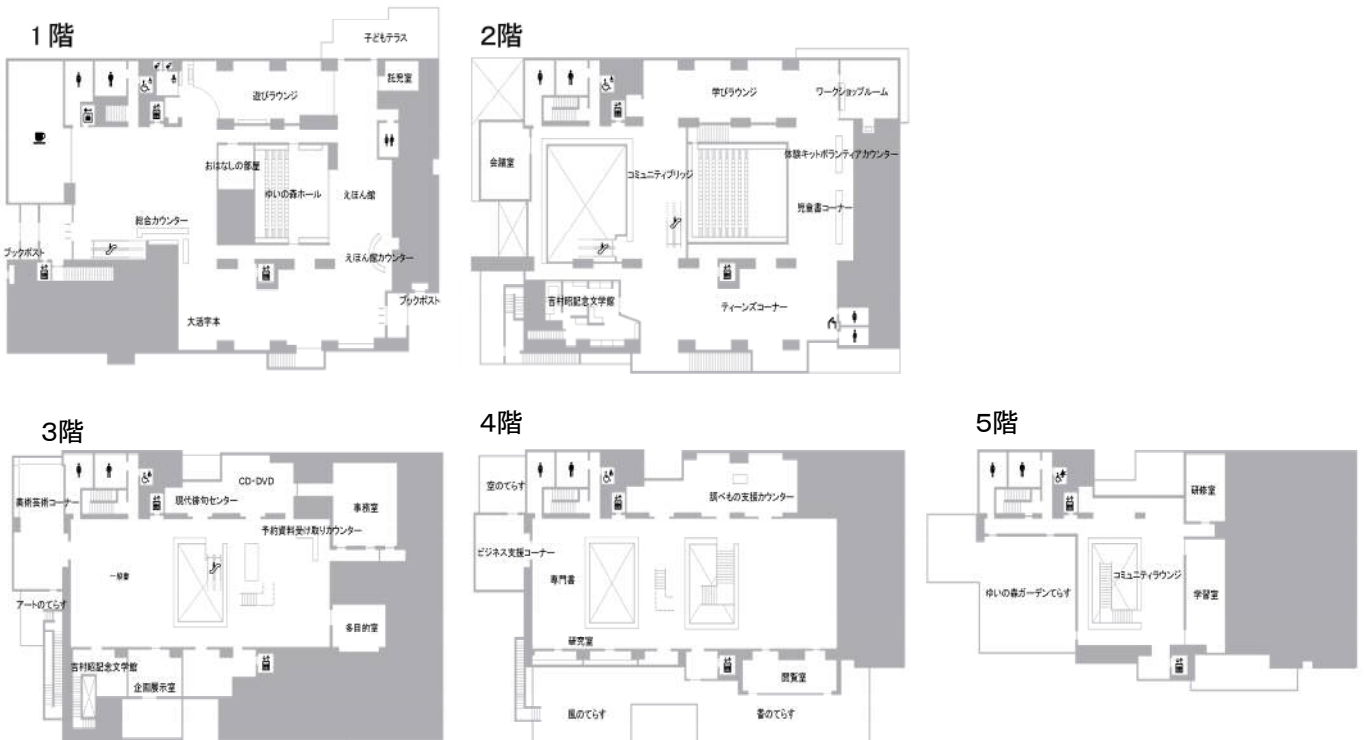 1階
子どもテラス
託児室
遊びラウンジ
おはなしの部屋
ゆいの森ホール
えほん館
総合カウンター
ブックポスト
えほん館カウンター
ブックポスト
大活字本
2階
学びラウンジ
ワークショップルーム
会議室
コミュニティブリッジ
体験キットボランティアカウンター
児童書コーナー
吉村昭記念文学館
ティーンズコーナー
3階
CD・DVD
美術芸術コーナー
現代俳句センター
事務室
予約資料受け取りカウンター
一般書
アートのてらす
多目的室
吉村昭記念文学館
企画展示室
4階
空のてらす
調べもの支援カウンター
ビジネス支援コーナー
専門書
研究室
閲覧室
風のてらす
書のてらす
5階
研修室
コミュニティラウンジ
ゆいの森ガーデンてらす
学習室